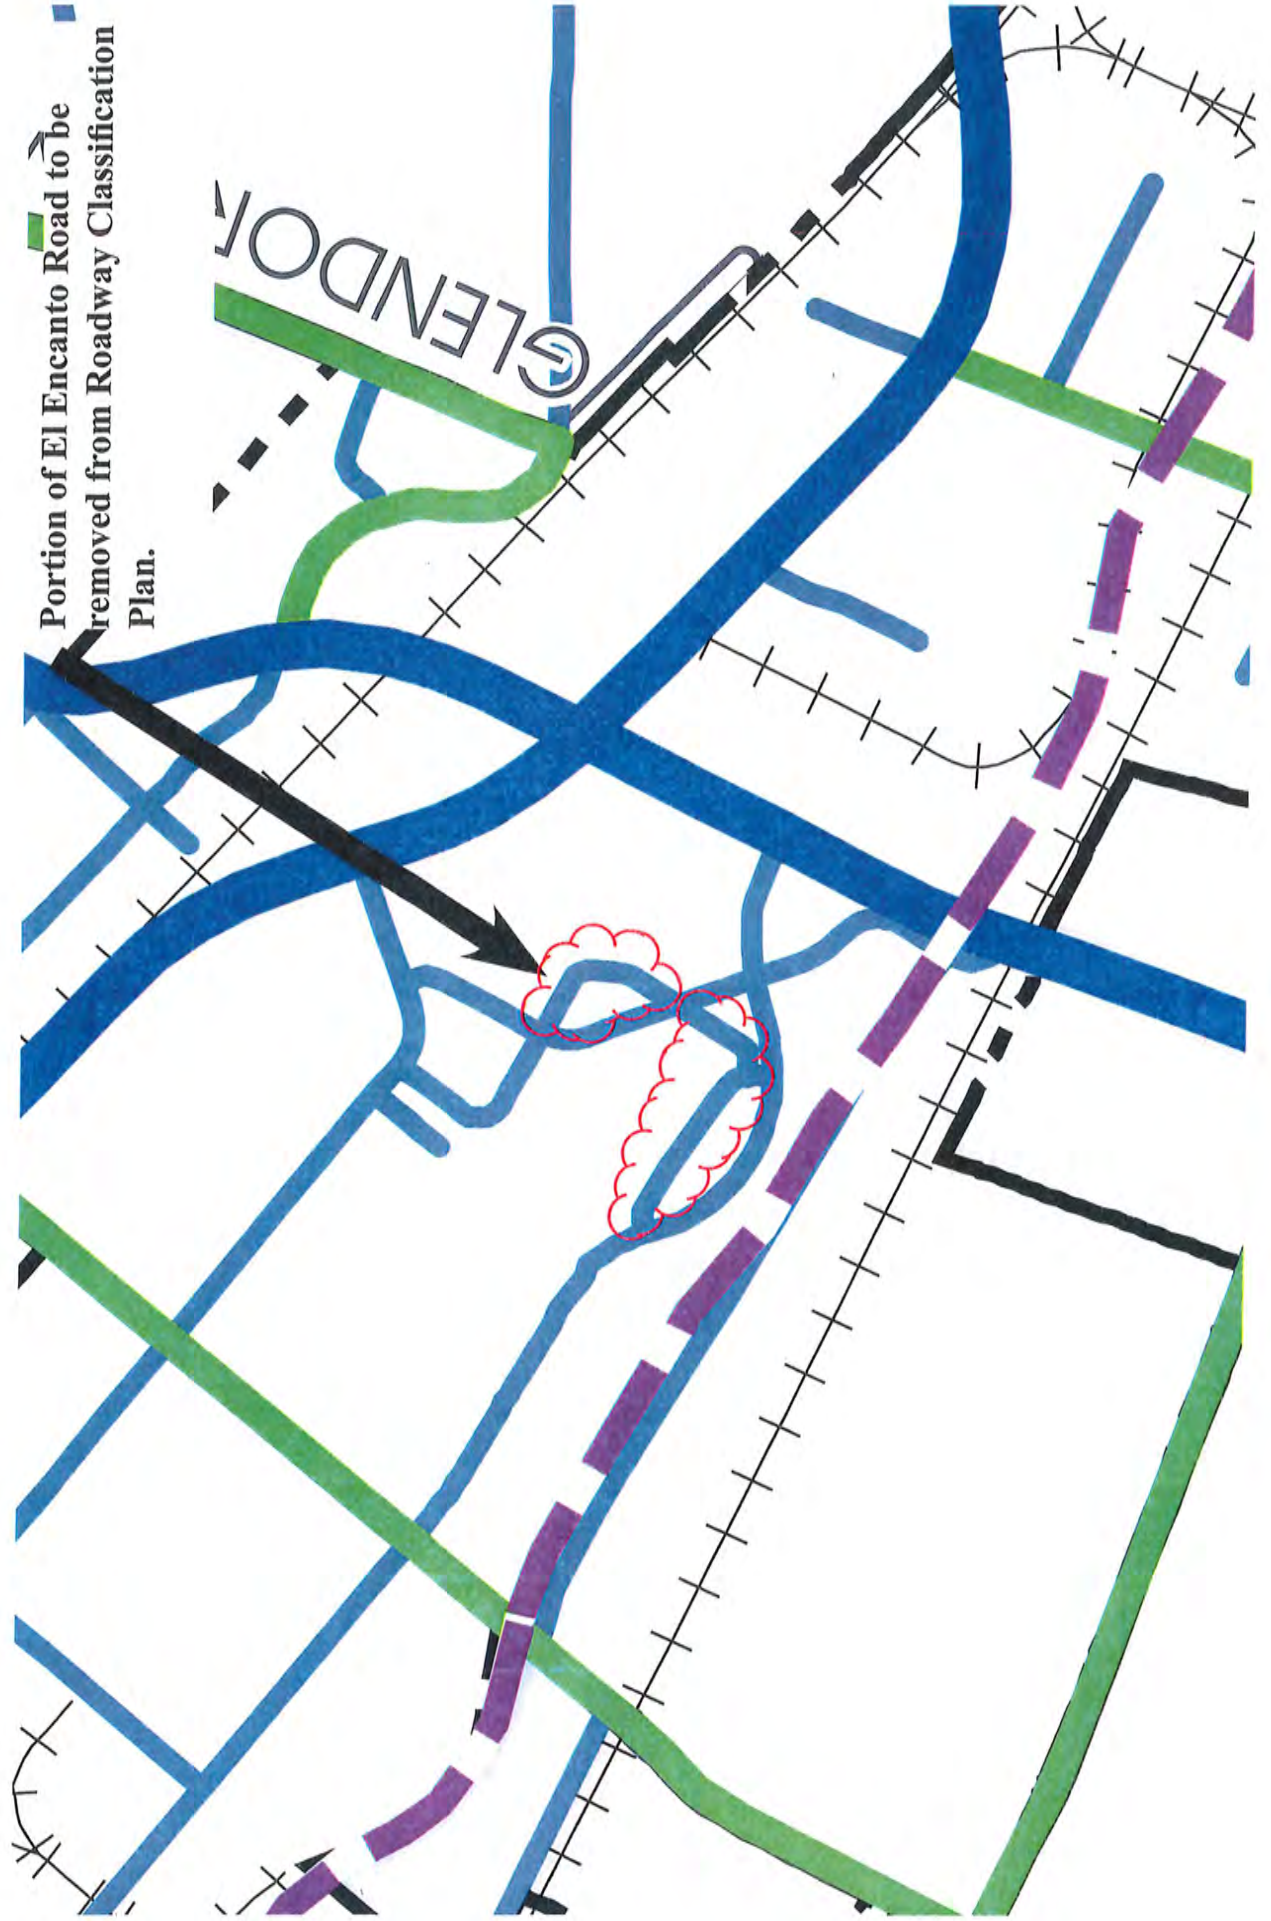 Portion of El Encanto Road to be
removed from Roadway Classification
Plan.
GLENDOR